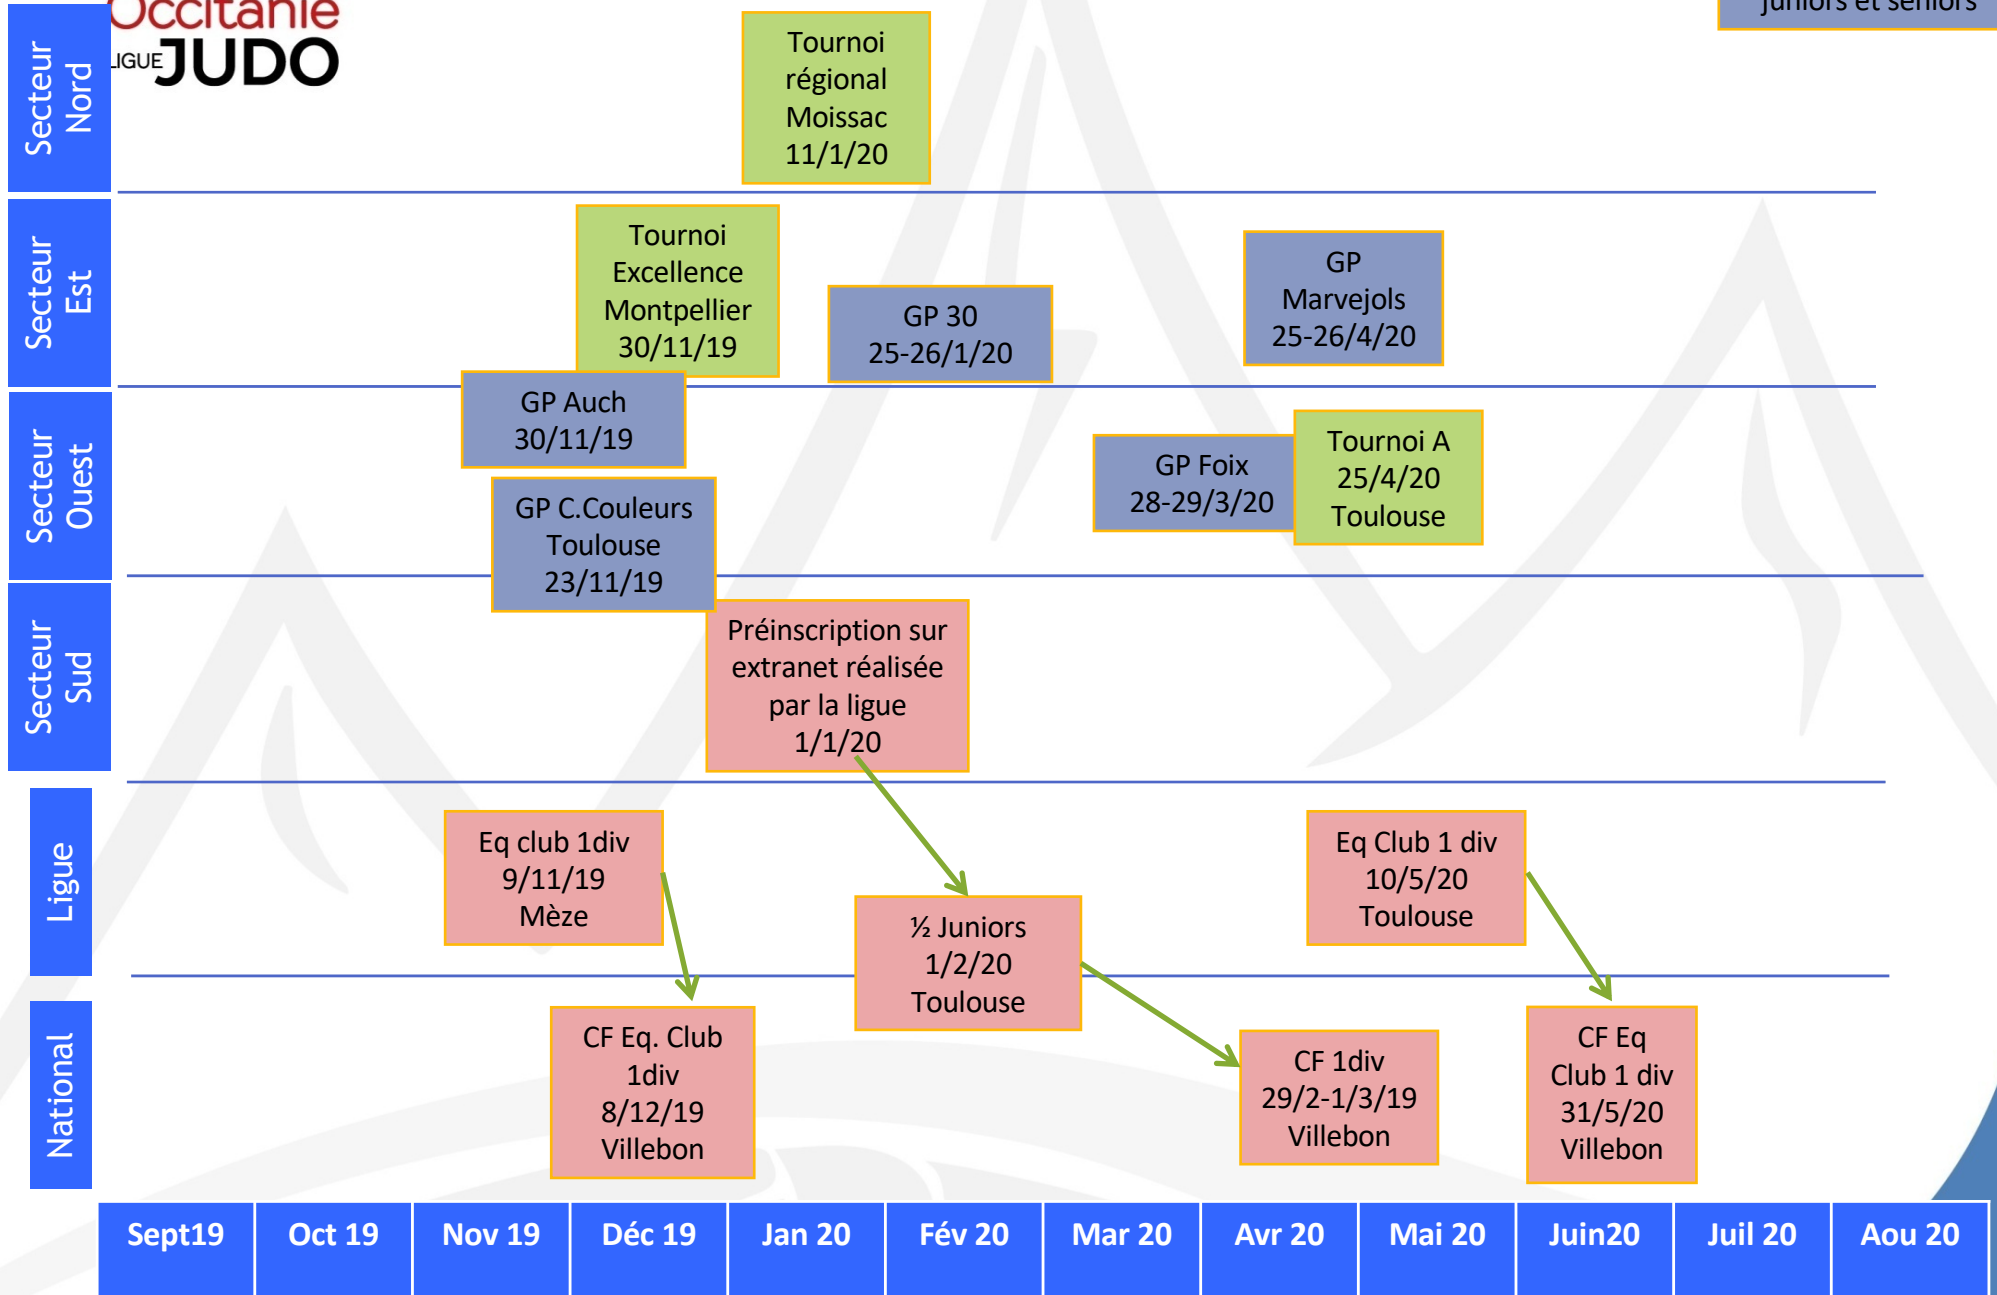 Occitanie
LIGUE JUDO
juniors et seniors
Secteur
Nord
Tournoi
régional
Moissac
11/1/20
Secteur
Est
Tournoi
Excellence
Montpellier
30/11/19
GP 30
25-26/1/20
GP
Marvejols
25-26/4/20
Secteur
Ouest
GP Auch
30/11/19
GP C.Couleurs
Toulouse
23/11/19
GP Foix
28-29/3/20
Tournoi A
25/4/20
Toulouse
Secteur
Sud
Préinscription sur
extranet réalisée
par la ligue
1/1/20
Ligue
Eq club 1div
9/11/19
Mèze
½ Juniors
1/2/20
Toulouse
Eq Club 1 div
10/5/20
Toulouse
National
CF Eq. Club
1div
8/12/19
Villebon
CF 1div
29/2-1/3/19
Villebon
CF Eq
Club 1 div
31/5/20
Villebon
Sept19
Oct 19
Nov 19
Déc 19
Jan 20
Fév 20
Mar 20
Avr 20
Mai 20
Juin20
Juil 20
Aou 20